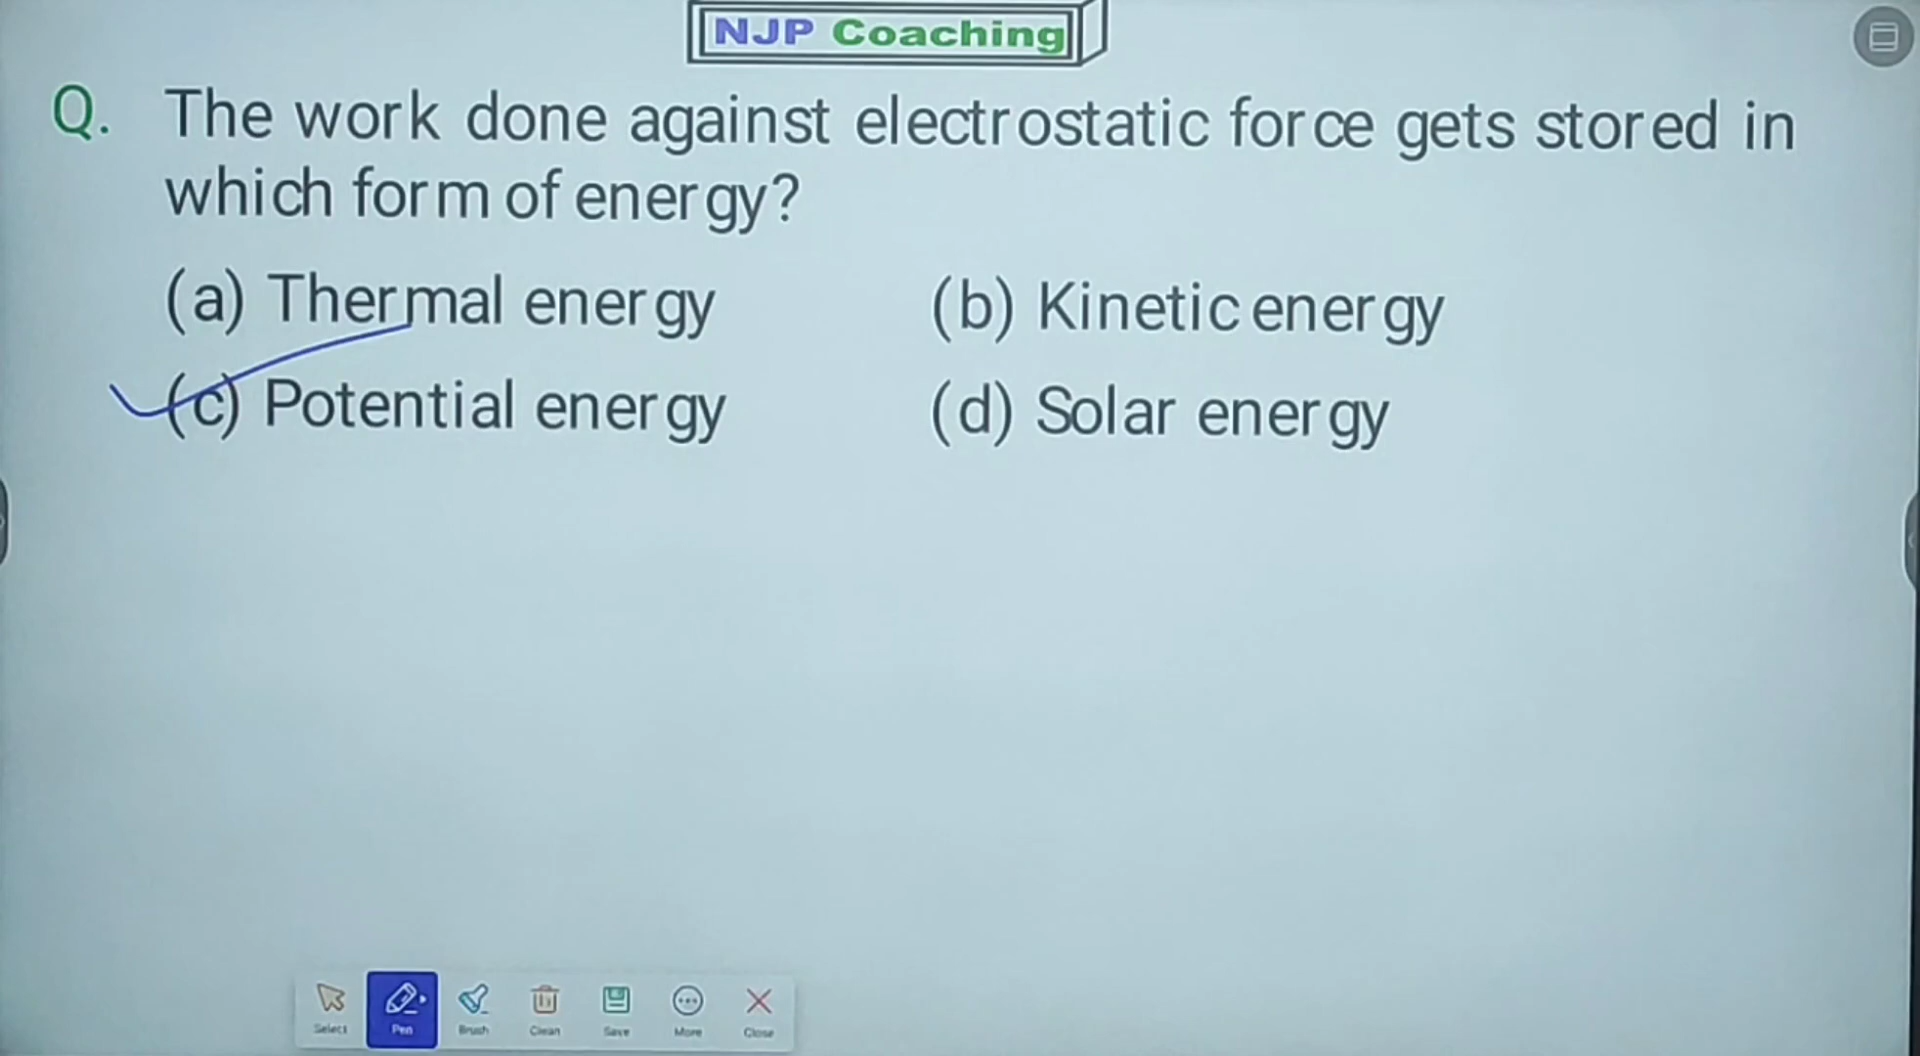 NJP Coaching
Q. The work done against electrostatic force gets stored in
which form of energy?
(a) Thermal energy (b) Kinetic energy
(c) Potential energy (d) Solar energy
Select Pen Brush Clean Save More Close